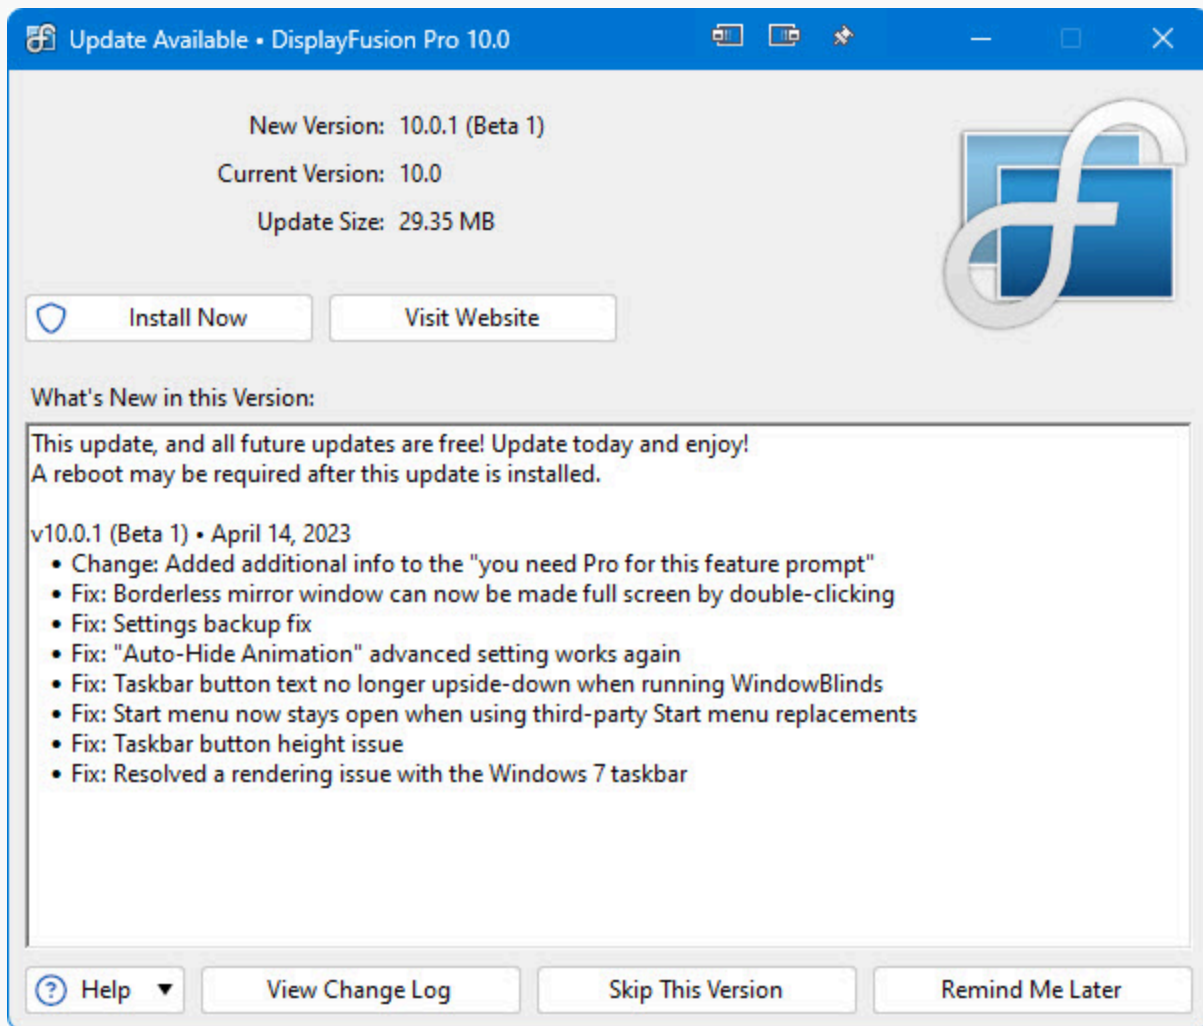 Update Available • DisplayFusion Pro 10.0
New Version: 10.0.1 (Beta 1)
Current Version: 10.0
Update Size: 29.35 MB
Install Now
Visit Website
What's New in this Version:
This update, and all future updates are free! Update today and enjoy!
A reboot may be required after this update is installed.
v10.0.1 (Beta 1) • April 14, 2023
• Change: Added additional info to the "you need Pro for this feature prompt"
• Fix: Borderless mirror window can now be made full screen by double-clicking
• Fix: Settings backup fix
• Fix: "Auto-Hide Animation" advanced setting works again
• Fix: Taskbar button text no longer upside-down when running WindowBlinds
• Fix: Start menu now stays open when using third-party Start menu replacements
• Fix: Taskbar button height issue
• Fix: Resolved a rendering issue with the Windows 7 taskbar
? Help
View Change Log
Skip This Version
Remind Me Later